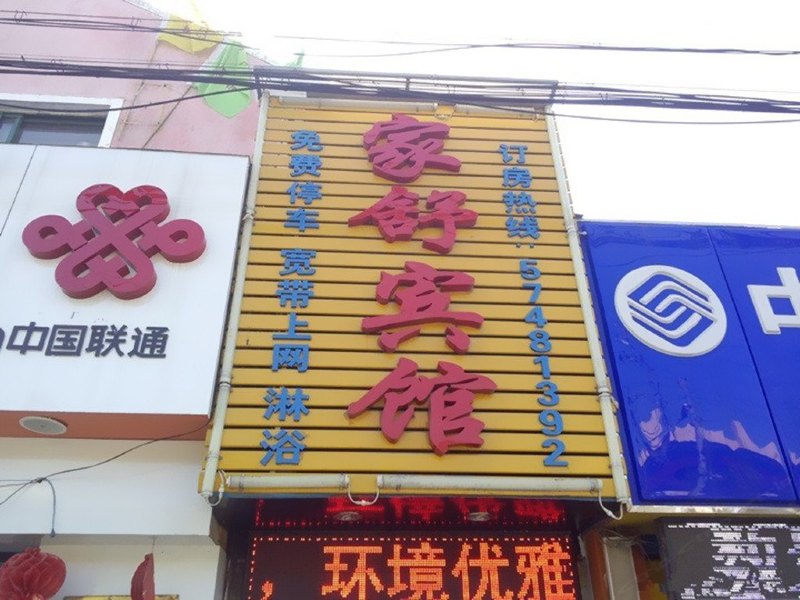 中国联通
免费停车 宽带上网 淋浴
家舒宾馆
订房热线:57481392
中
，环境优雅